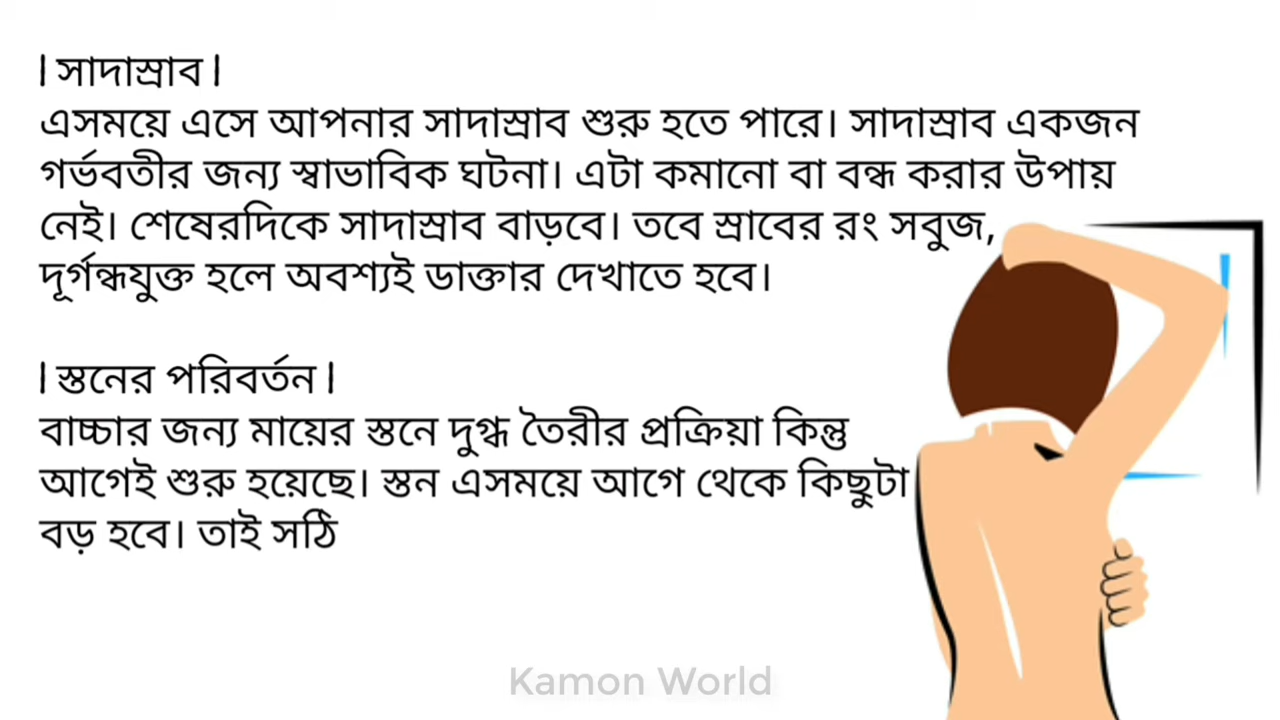 | সাদাস্রাব |
এসময়ে এসে আপনার সাদাস্রাব শুরু হতে পারে। সাদাস্রাব একজন
গর্ভবতীর জন্য স্বাভাবিক ঘটনা। এটা কমানো বা বন্ধ করার উপায়
নেই। শেষেরদিকে সাদাস্রাব বাড়বে। তবে স্রাবের রং সবুজ,
দূর্গন্ধযুক্ত হলে অবশ্যই ডাক্তার দেখাতে হবে।
| স্তনের পরিবর্তন |
বাচ্চার জন্য মায়ের স্তনে দুগ্ধ তৈরীর প্রক্রিয়া কিন্তু
আগেই শুরু হয়েছে। স্তন এসময়ে আগে থেকে কিছুটা
বড় হবে। তাই সঠি
Kamon World